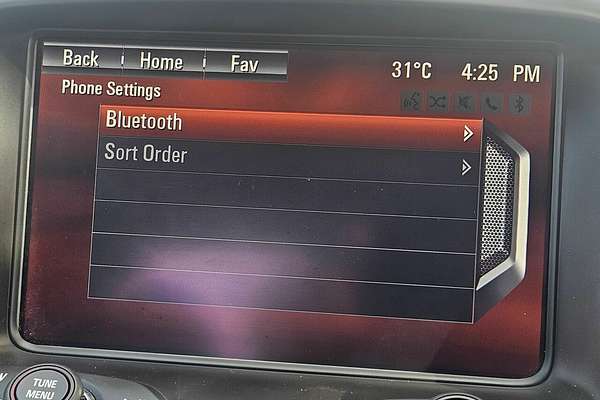 Back Home Fav 31°C 4:25 PM
Phone Settings
Bluetooth
Sort Order
TUNE
MENU